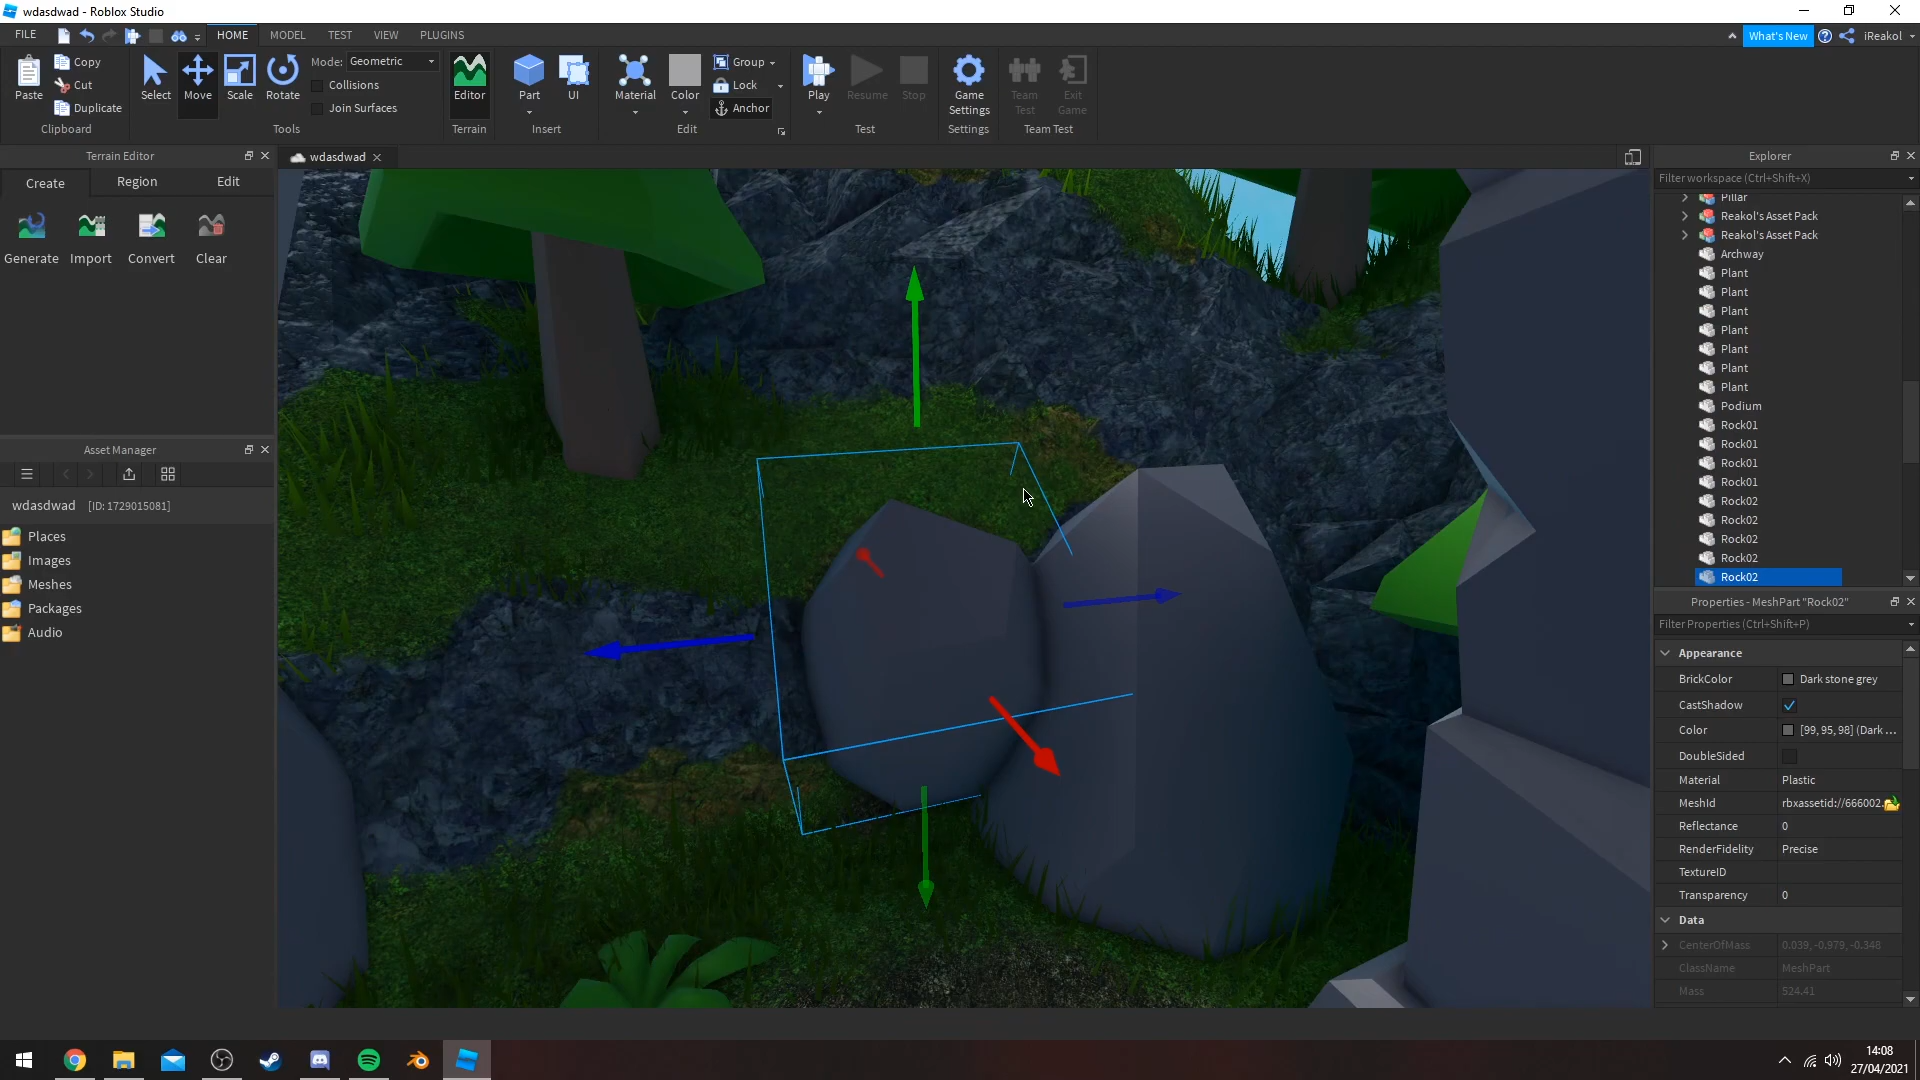 wdasdwad - Roblox Studio
FILE
HOME
MODEL
TEST
VIEW
PLUGINS
What's New
iReakol
Paste
Copy
Cut
Duplicate
Clipboard
Select
Move
Scale
Rotate
Mode: Geometric
Collisions
Join Surfaces
Tools
Editor
Terrain
Part
UI
Insert
Material
Color
Group
Lock
Anchor
Edit
Play
Resume
Stop
Test
Game Settings
Settings
Team Test
Exit Game
Team Test
Terrain Editor
Create
Region
Edit
Generate
Import
Convert
Clear
Asset Manager
wdasdwad [ID: 1729015081]
Places
Images
Meshes
Packages
Audio
wdasdwad
Explorer
Filter workspace (Ctrl+Shift+X)
Pillar
Reakol's Asset Pack
Reakol's Asset Pack
Archway
Plant
Plant
Plant
Plant
Plant
Plant
Plant
Podium
Rock01
Rock01
Rock01
Rock01
Rock02
Rock02
Rock02
Rock02
Rock02
Properties - MeshPart "Rock02"
Filter Properties (Ctrl+Shift+P)
Appearance
BrickColor Dark stone grey
CastShadow
Color [99, 95, 98] (Dark ...
DoubleSided
Material Plastic
MeshId rbxassetid://666002.
Reflectance 0
RenderFidelity Precise
TextureID
Transparency 0
Data
CenterOfMass 0.039, -0.979, -0.348
ClassName MeshPart
Mass 524.41
14:08
27/04/2021